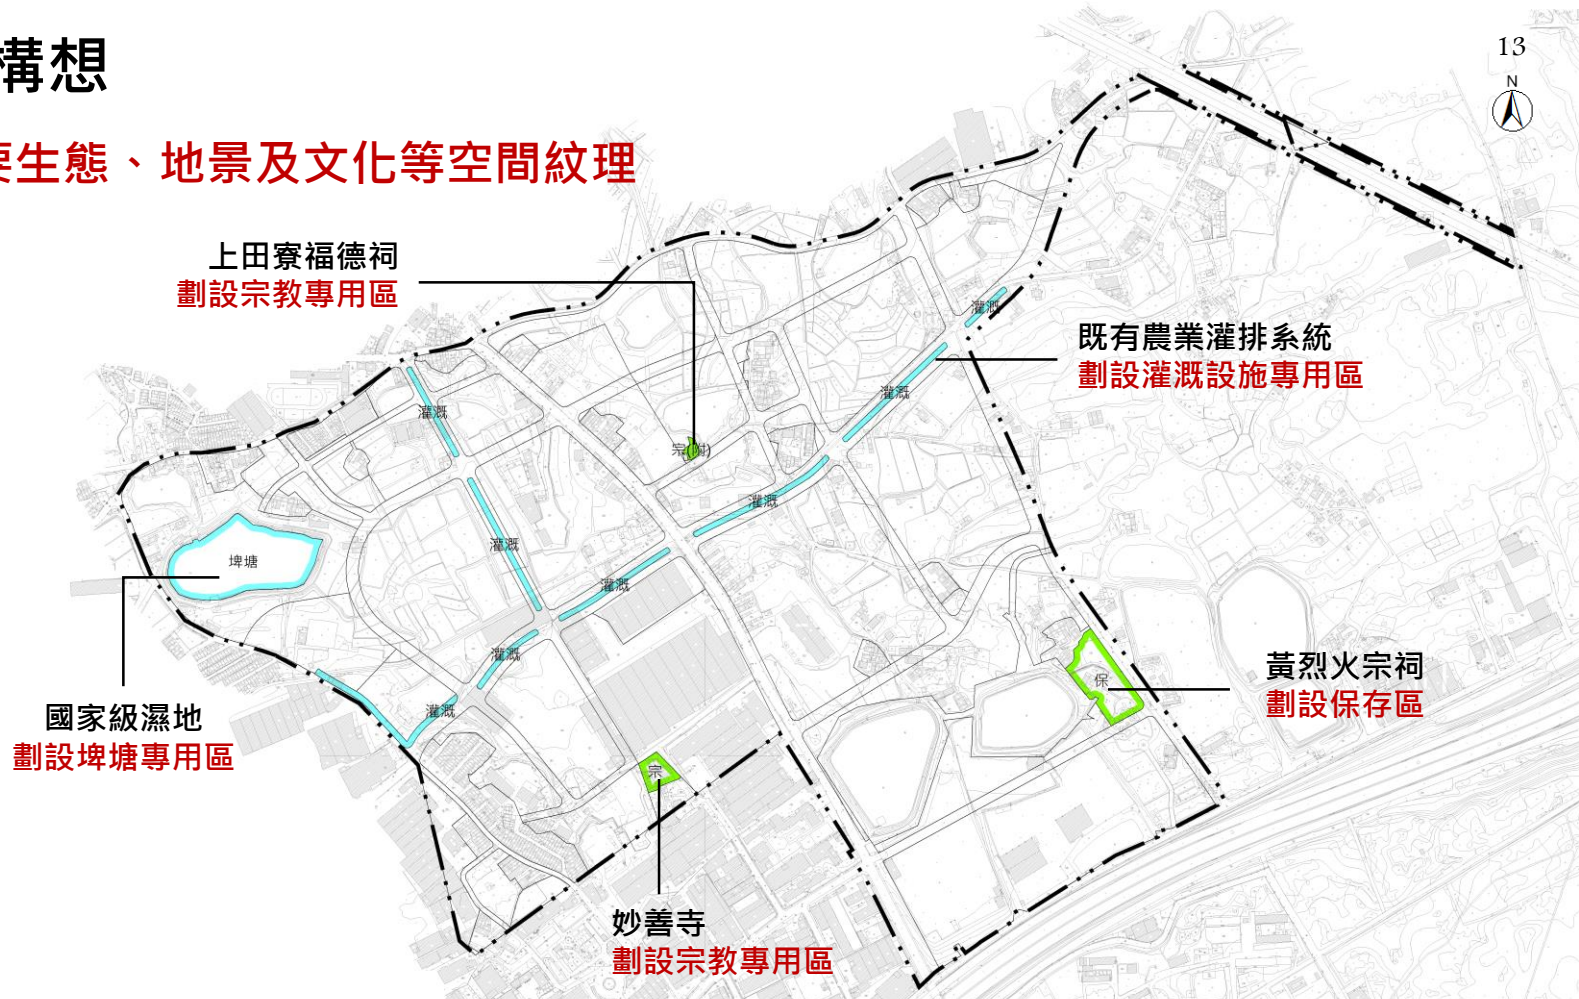 構想
13
N
生態、地景及文化等空間紋理
上田寮福德祠
劃設宗教專用區
灌溉
既有農業灌排系統
劃設灌溉設施專用區
灌溉
灌溉
宗(附)
灌溉
灌溉
埤塘
灌溉
灌溉
保
黃烈火宗祠
劃設保存區
國家級濕地
劃設埤塘專用區
灌溉
宗
妙善寺
劃設宗教專用區